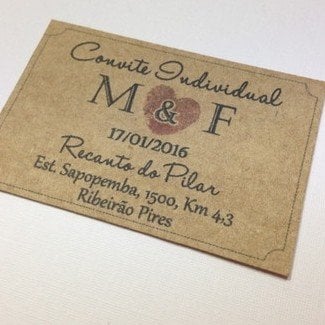 Convite Individual
M & F
17/01/2016
Recanto do Pilar
Est. Sapopemba, 1500, Km 43
Ribeirão Pires